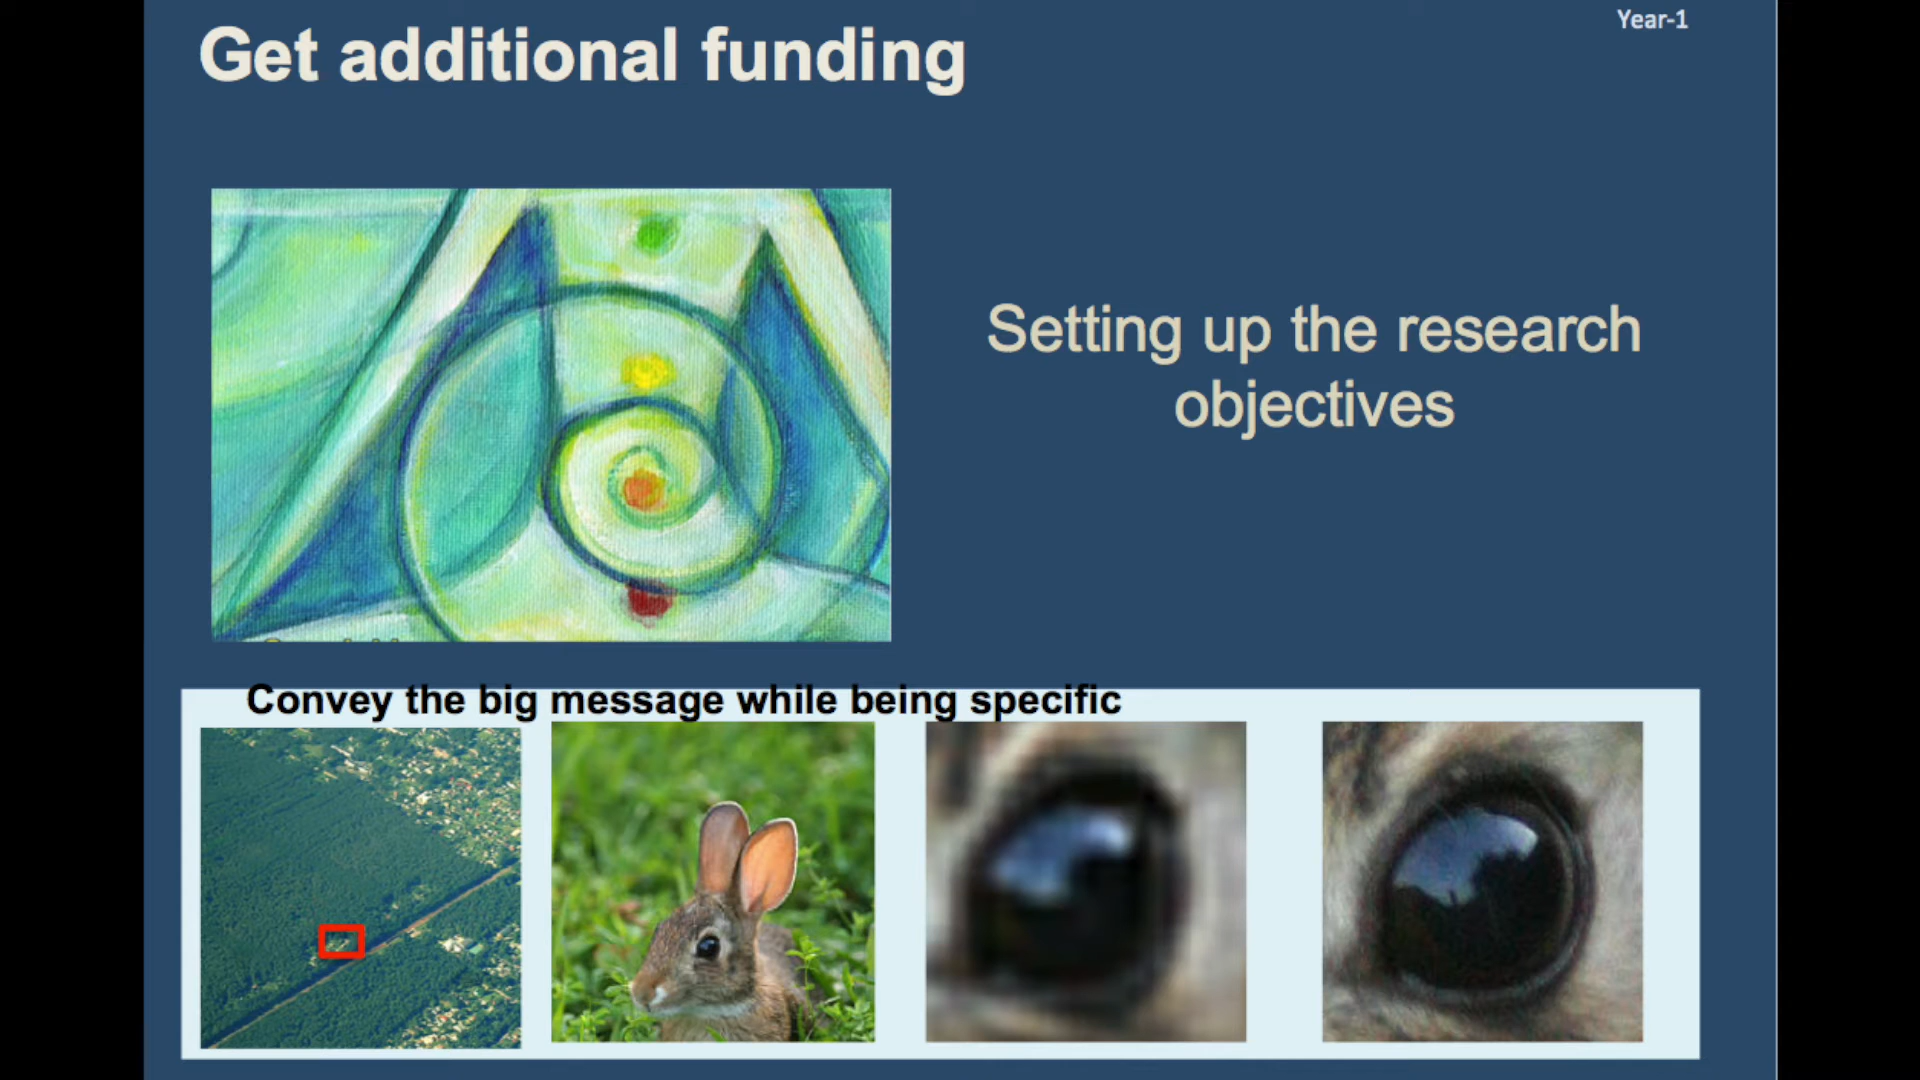 Year-1
Get additional funding
Setting up the research
objectives
Convey the big message while being specific